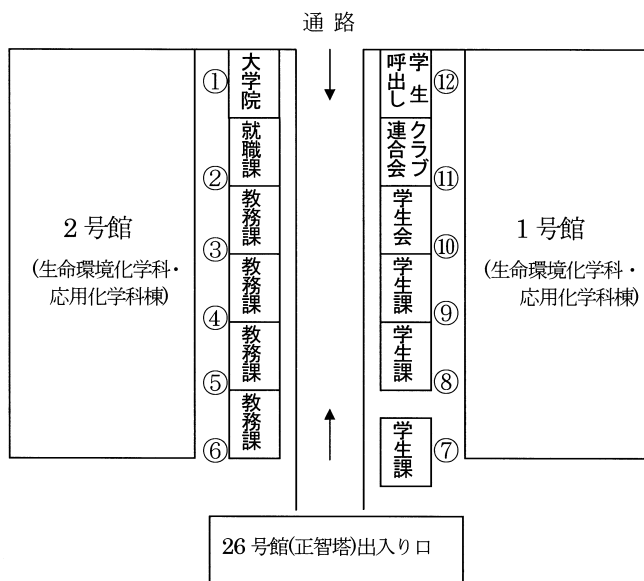 通路
① 大学院
② 就職課
③ 教務課
④ 教務課
⑤ 教務課
⑥ 教務課
2号館
(生命環境化学科・
応用化学科棟)
⑫ 学生
呼出し
⑪ クラブ
連合会
⑩ 学生会
⑨ 学生課
⑧ 学生課
⑦ 学生課
1号館
(生命環境化学科・
応用化学科棟)
26号館(正智塔)出入り口